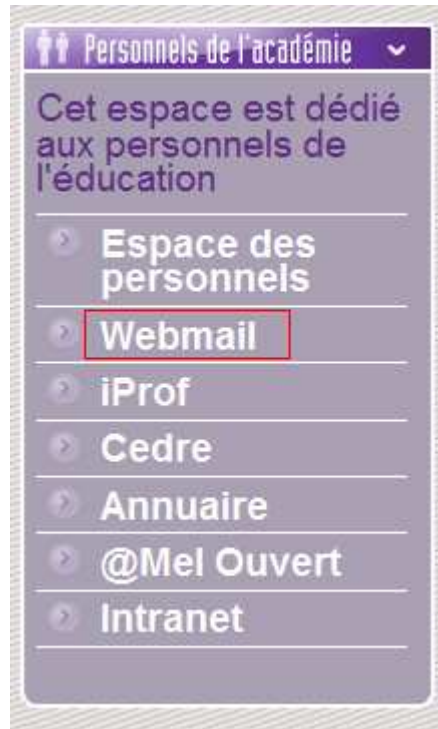 Personnels de l'académie
Cet espace est dédié
aux personnels de
l'éducation
Espace des
personnels
Webmail
iProf
Cedre
Annuaire
@Mel Ouvert
Intranet